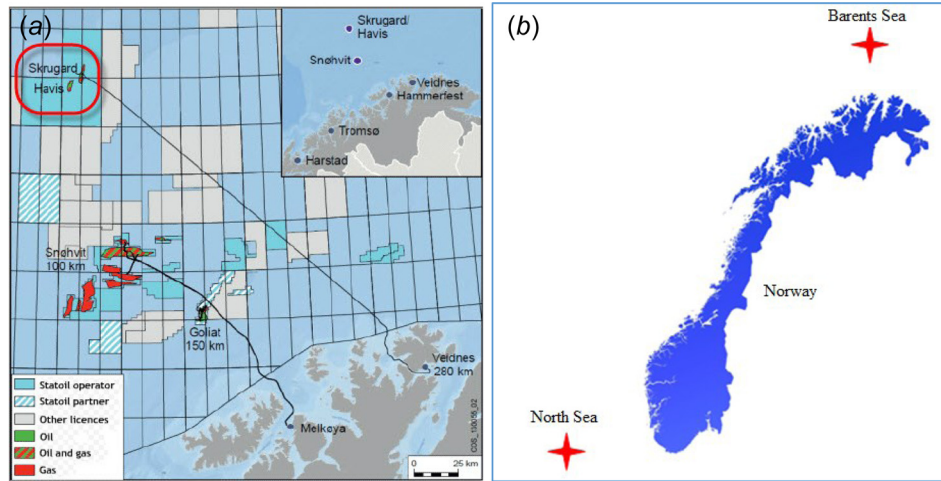 (a)
Skrugard
Havis
Skrugard/
Havis
Snøhvit
Veidnes
Hammerfest
Tromsø
Harstad
Snøhvit
100 km
Goliat
150 km
Veidnes
280 km
Melkøya
Statoil operator
Statoil partner
Other licences
Oil
Oil and gas
Gas
0 25 km
(b)
Barents Sea
Norway
North Sea